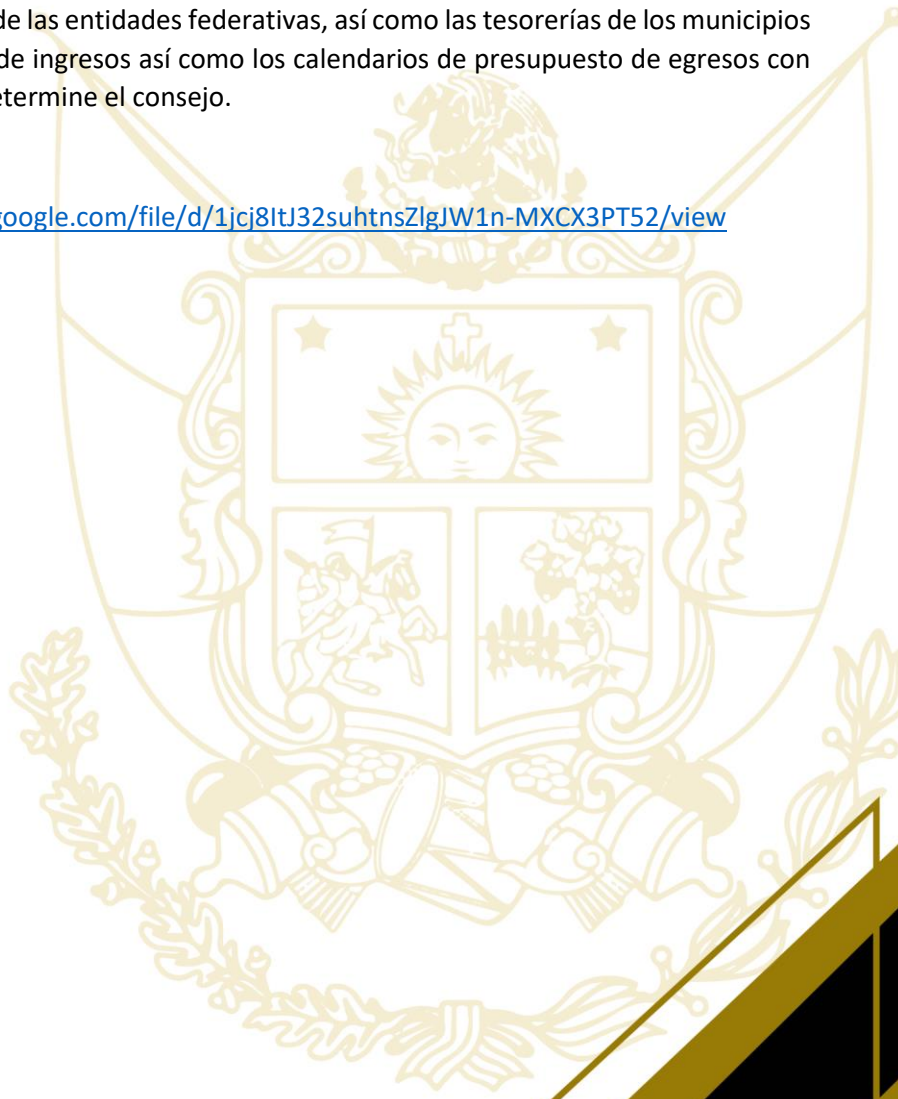 de las entidades federativas, así como las tesorerías de los municipios
de ingresos así como los calendarios de presupuesto de egresos con
etermine el consejo.
google.com/file/d/1jcj8ItJ32suhtnsZlgJW1n-MXCX3PT52/view